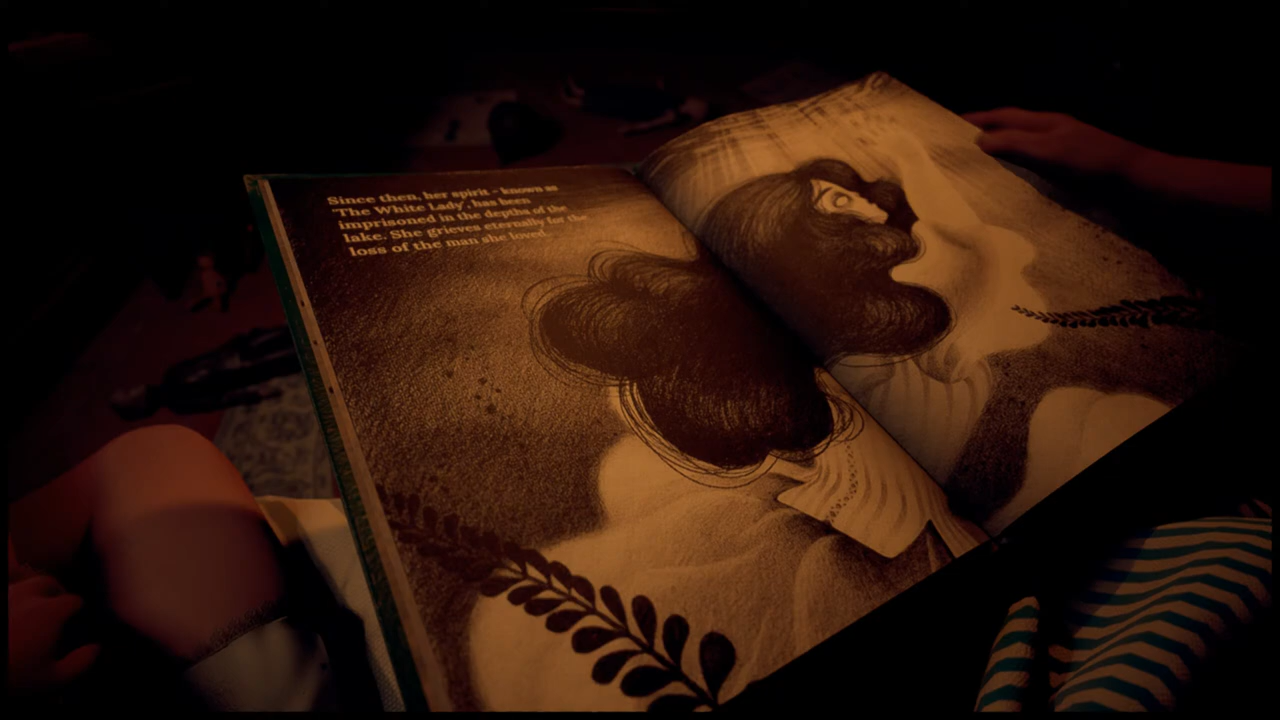 Since then, her spirit - known as
'The White Lady', has been
imprisoned in the depths of the
lake. She grieves eternally for the
loss of the man she loved.